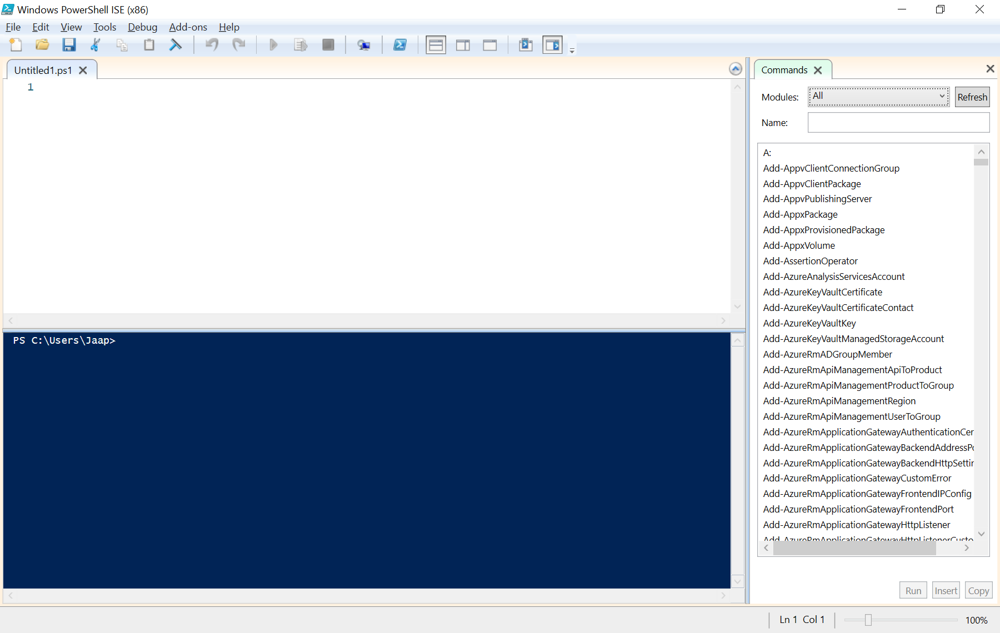 Windows PowerShell ISE (x86)
File Edit View Tools Debug Add-ons Help
Untitled1.ps1
1
PS C:\Users\Jaap>
Commands
Modules: All Refresh
Name:
A:
Add-AppvClientConnectionGroup
Add-AppvClientPackage
Add-AppvPublishingServer
Add-AppxPackage
Add-AppxProvisionedPackage
Add-AppxVolume
Add-AssertionOperator
Add-AzureAnalysisServicesAccount
Add-AzureKeyVaultCertificate
Add-AzureKeyVaultCertificateContact
Add-AzureKeyVaultKey
Add-AzureKeyVaultManagedStorageAccount
Add-AzureRmADGroupMember
Add-AzureRmApiManagementApiToProduct
Add-AzureRmApiManagementProductToGroup
Add-AzureRmApiManagementRegion
Add-AzureRmApiManagementUserToGroup
Add-AzureRmApplicationGatewayAuthenticationCer
Add-AzureRmApplicationGatewayBackendAddressPo
Add-AzureRmApplicationGatewayBackendHttpSettin
Add-AzureRmApplicationGatewayCustomError
Add-AzureRmApplicationGatewayFrontendIPConfig
Add-AzureRmApplicationGatewayFrontendPort
Add-AzureRmApplicationGatewayHttpListener
Add-AzureRmApplicationGatewayHttpListenerCusto
Run Insert Copy
Ln 1 Col 1 100%